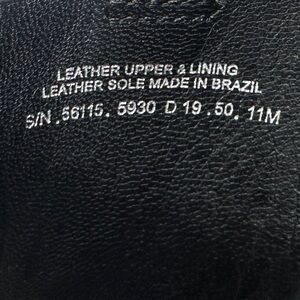 LEATHER UPPER & LINING
LEATHER SOLE MADE IN BRAZIL
S/N . 56115. 5930 D 19 . 50. 11M